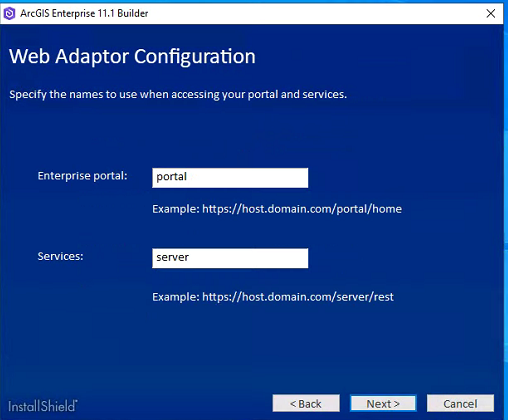 ArcGIS Enterprise 11.1 Builder
Web Adaptor Configuration
Specify the names to use when accessing your portal and services.
Enterprise portal: portal
Example: https://host.domain.com/portal/home
Services: server
Example: https://host.domain.com/server/rest
InstallShield
< Back Next > Cancel